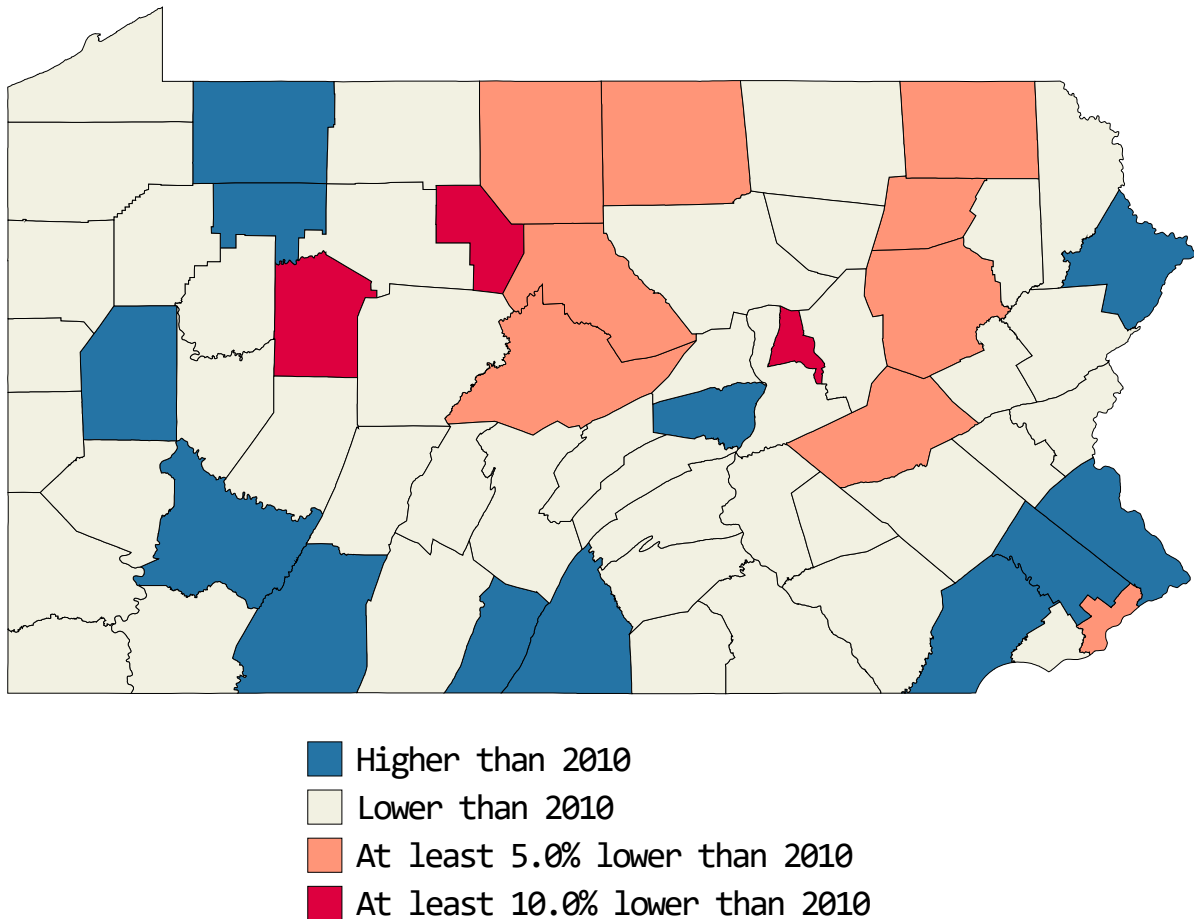 Higher than 2010
Lower than 2010
At least 5.0% lower than 2010
At least 10.0% lower than 2010